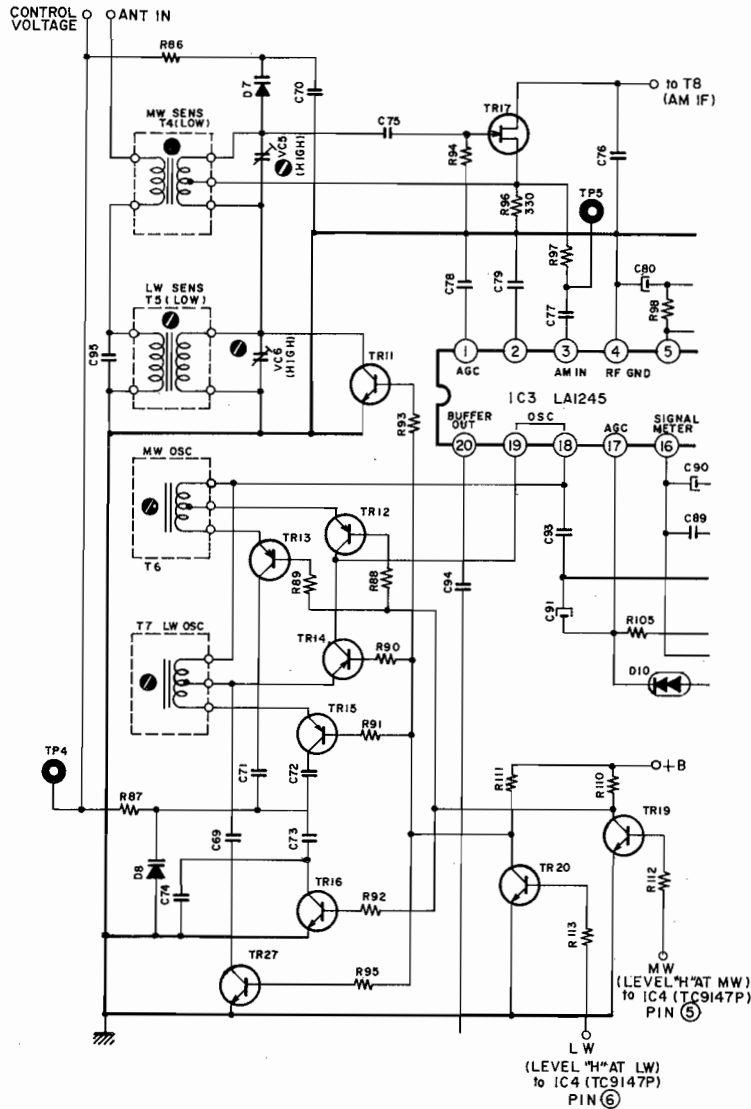 CONTROL VOLTAGE
ANT IN
R86
D7
C70
MW SENS
T4(LOW)
VC5
(HIGH)
C75
TR17
to T8
(AM IF)
R94
R96
330
C76
TP5
R97
LW SENS
T5(LOW)
C95
VC6
(HIGH)
TR11
R93
C78
C79
C77
C80
R98
1
2
3
4
5
AGC
AM IN
RF GND
IC3 LA1245
BUFFER
OUT
OSC
AGC
SIGNAL
METER
20
19
18
17
16
C90
C89
MW OSC
T6
TR13
TR12
R89
R88
C94
C93
C91
R105
D10
T7 LW OSC
TR14
R90
TR15
R91
C71
C72
TP4
R87
C69
C73
D8
C74
TR16
R92
TR27
R95
R111
R110
+B
TR19
TR20
R112
R113
MW
(LEVEL "H" AT MW)
to IC4 (TC9147P)
PIN 5
LW
(LEVEL "H" AT LW)
to IC4 (TC9147P)
PIN 6